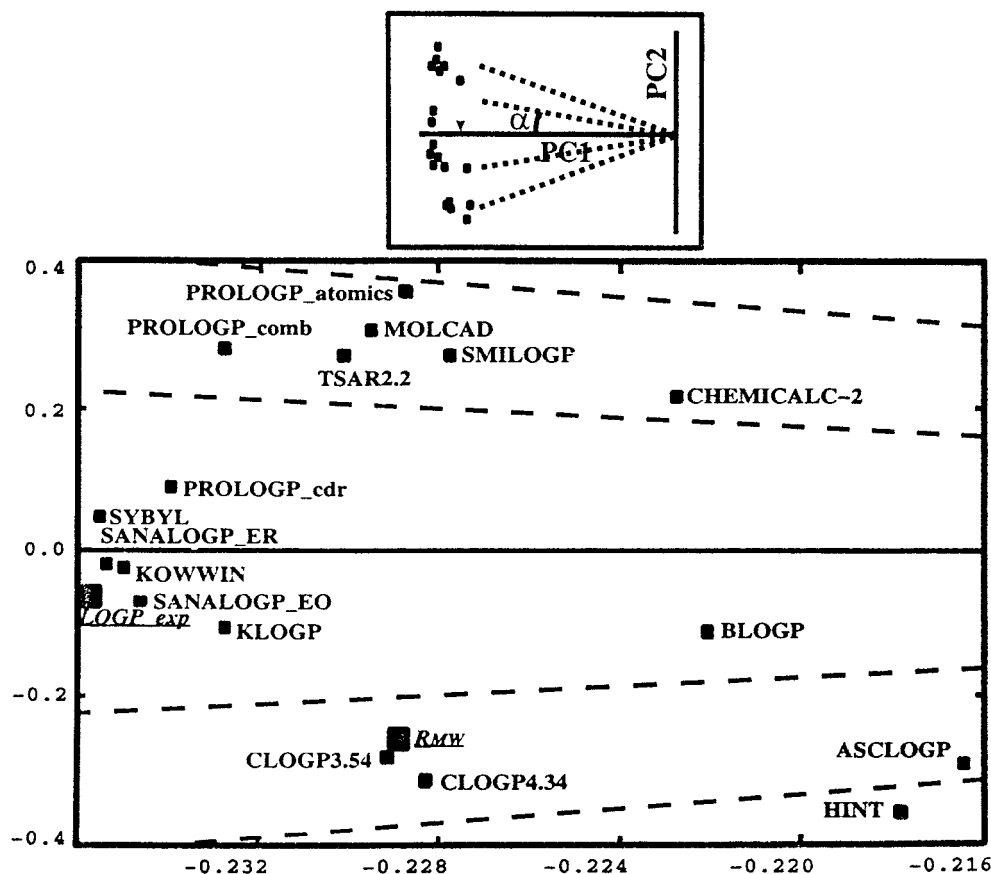 PC2
α
PC1
0.4
PROLOGP_atomics
PROLOGP_comb
MOLCAD
SMILOGP
TSAR2.2
CHEMICALC-2
0.2
PROLOGP_cdr
SYBYL
SANALOGP_ER
0.0
KOWWIN
SANALOGP_EO
LOGP_exp
KLOGP
BLOGP
-0.2
RMW
CLOGP3.54
ASCLOGP
CLOGP4.34
HINT
-0.4
-0.232 -0.228 -0.224 -0.220 -0.216